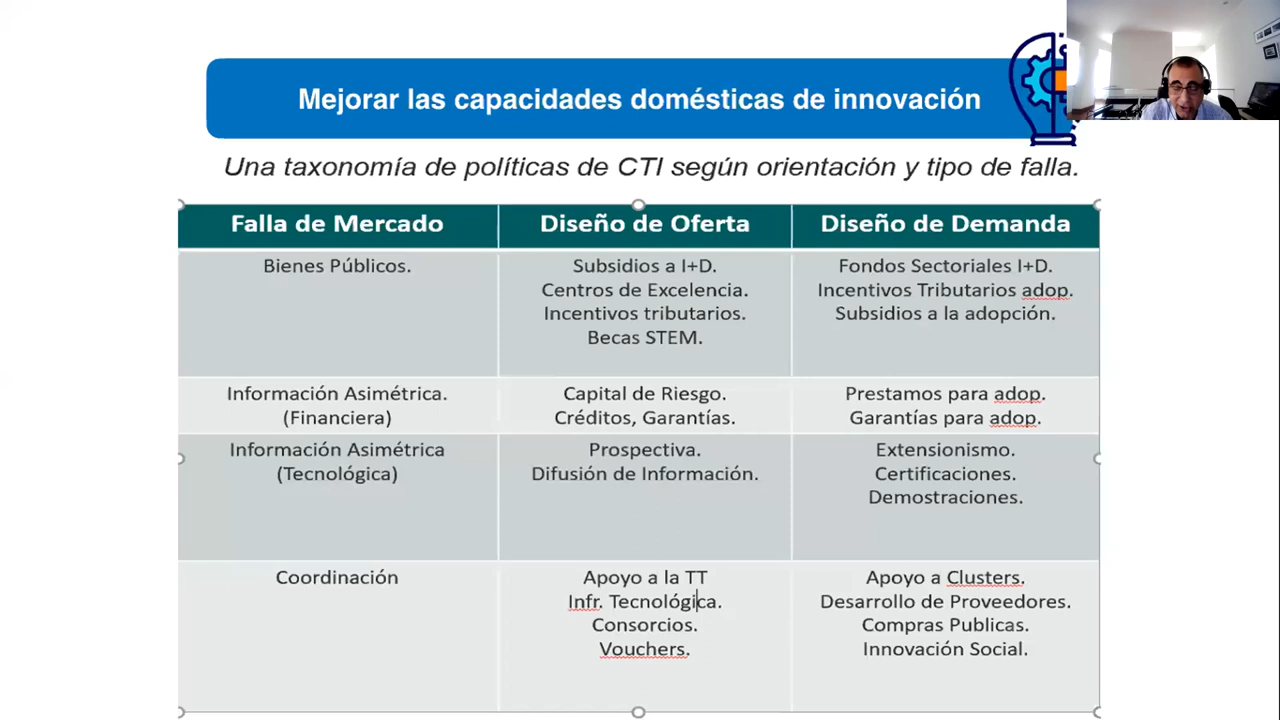 Mejorar las capacidades domésticas de innovación
Una taxonomía de políticas de CTI según orientación y tipo de falla.
Falla de Mercado
Diseño de Oferta
Diseño de Demanda
Bienes Públicos.
Subsidios a I+D.
Centros de Excelencia.
Incentivos tributarios.
Becas STEM.
Fondos Sectoriales I+D.
Incentivos Tributarios adop.
Subsidios a la adopción.
Información Asimétrica.
(Financiera)
Capital de Riesgo.
Créditos, Garantías.
Prestamos para adop.
Garantías para adop.
Información Asimétrica
(Tecnológica)
Prospectiva.
Difusión de Información.
Extensionismo.
Certificaciones.
Demostraciones.
Coordinación
Apoyo a la TT
Infr. Tecnológica.
Consorcios.
Vouchers.
Apoyo a Clusters.
Desarrollo de Proveedores.
Compras Publicas.
Innovación Social.